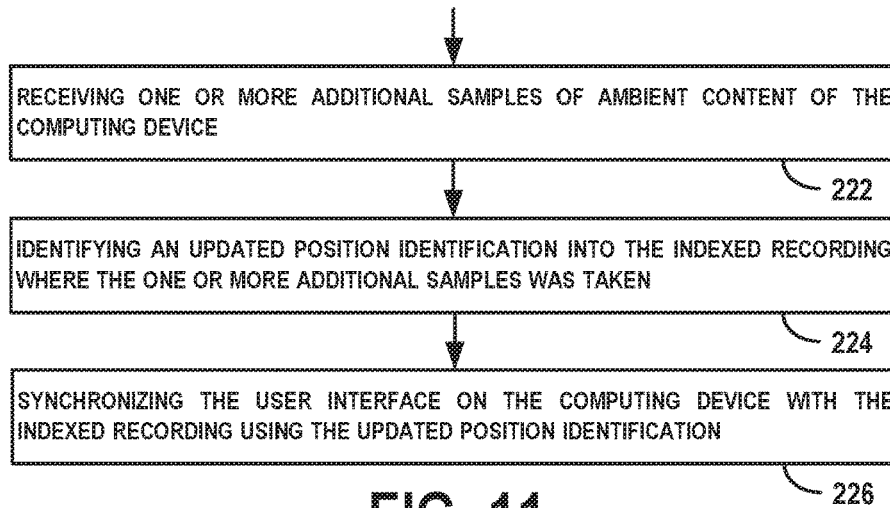 RECEIVING ONE OR MORE ADDITIONAL SAMPLES OF AMBIENT CONTENT OF THE
COMPUTING DEVICE
222
IDENTIFYING AN UPDATED POSITION IDENTIFICATION INTO THE INDEXED RECORDING
WHERE THE ONE OR MORE ADDITIONAL SAMPLES WAS TAKEN
224
SYNCHRONIZING THE USER INTERFACE ON THE COMPUTING DEVICE WITH THE
INDEXED RECORDING USING THE UPDATED POSITION IDENTIFICATION
226
FIG. 11